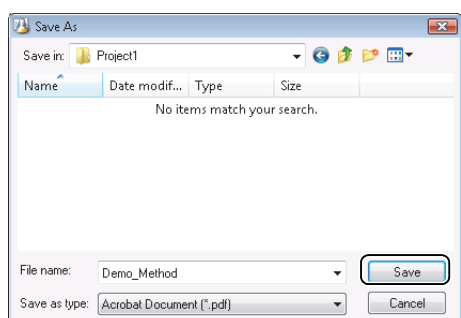 Save As
Save in: Project1
Name Date modif... Type Size
No items match your search.
File name: Demo_Method Save
Save as type: Acrobat Document (*.pdf) Cancel